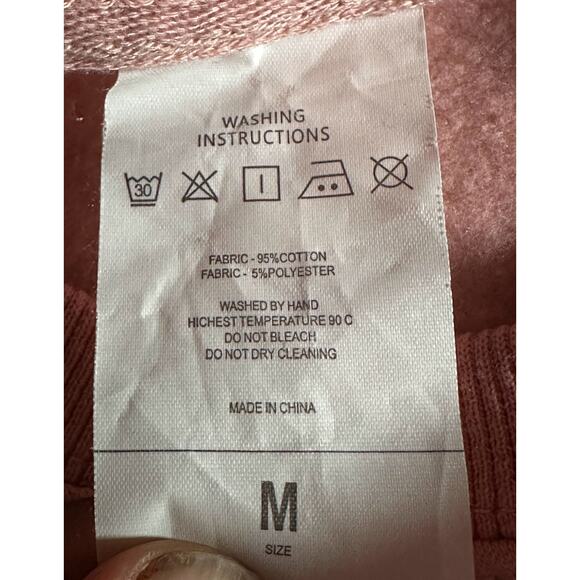 WASHING
INSTRUCTIONS
30
FABRIC - 95%COTTON
FABRIC - 5%POLYESTER
WASHED BY HAND
HICHEST TEMPERATURE 90 C
DO NOT BLEACH
DO NOT DRY CLEANING
MADE IN CHINA
M
SIZE